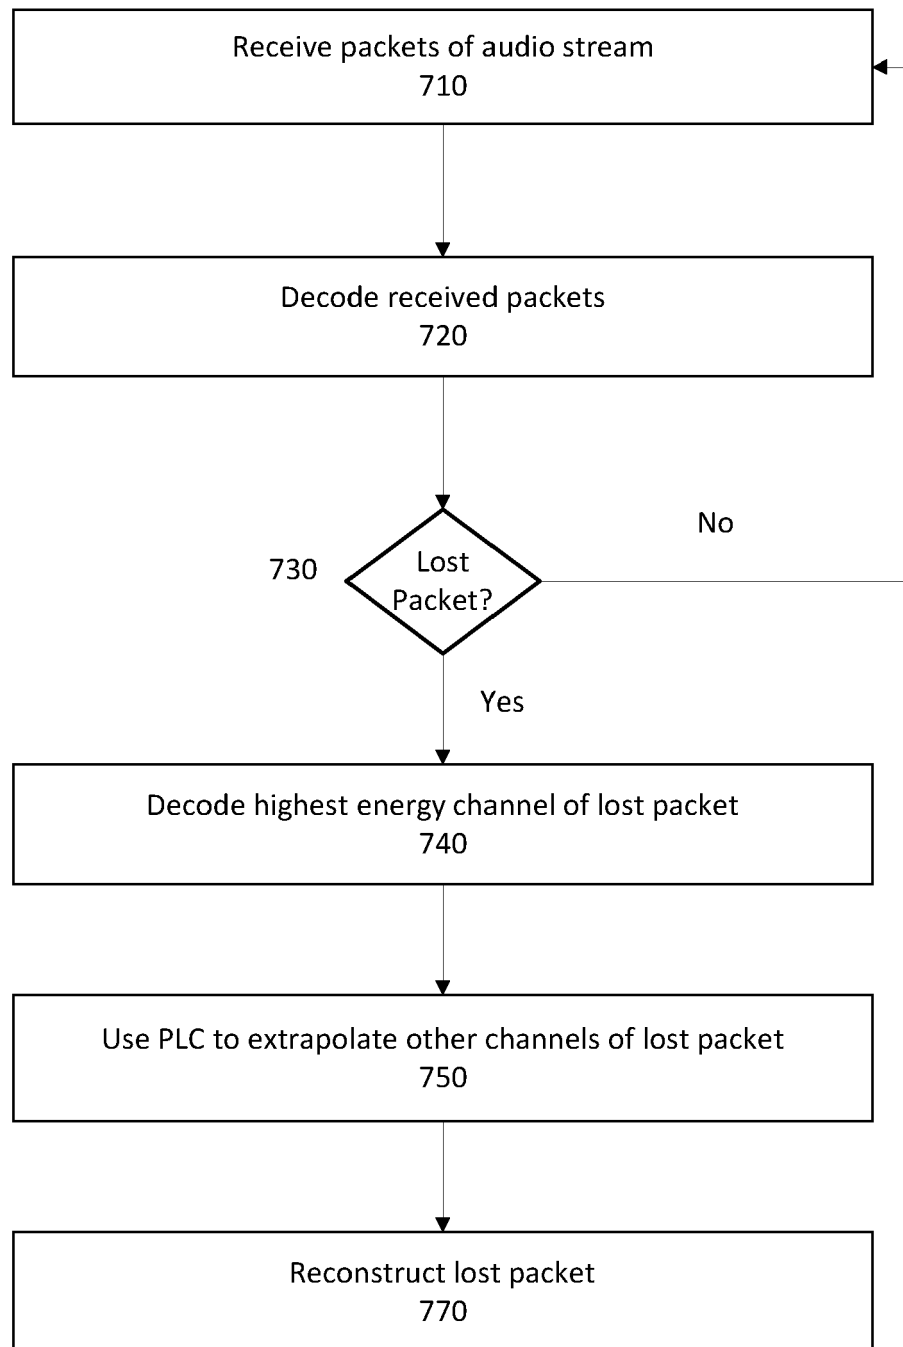 Receive packets of audio stream
710
Decode received packets
720
No
730
Lost
Packet?
Yes
Decode highest energy channel of lost packet
740
Use PLC to extrapolate other channels of lost packet
750
Reconstruct lost packet
770